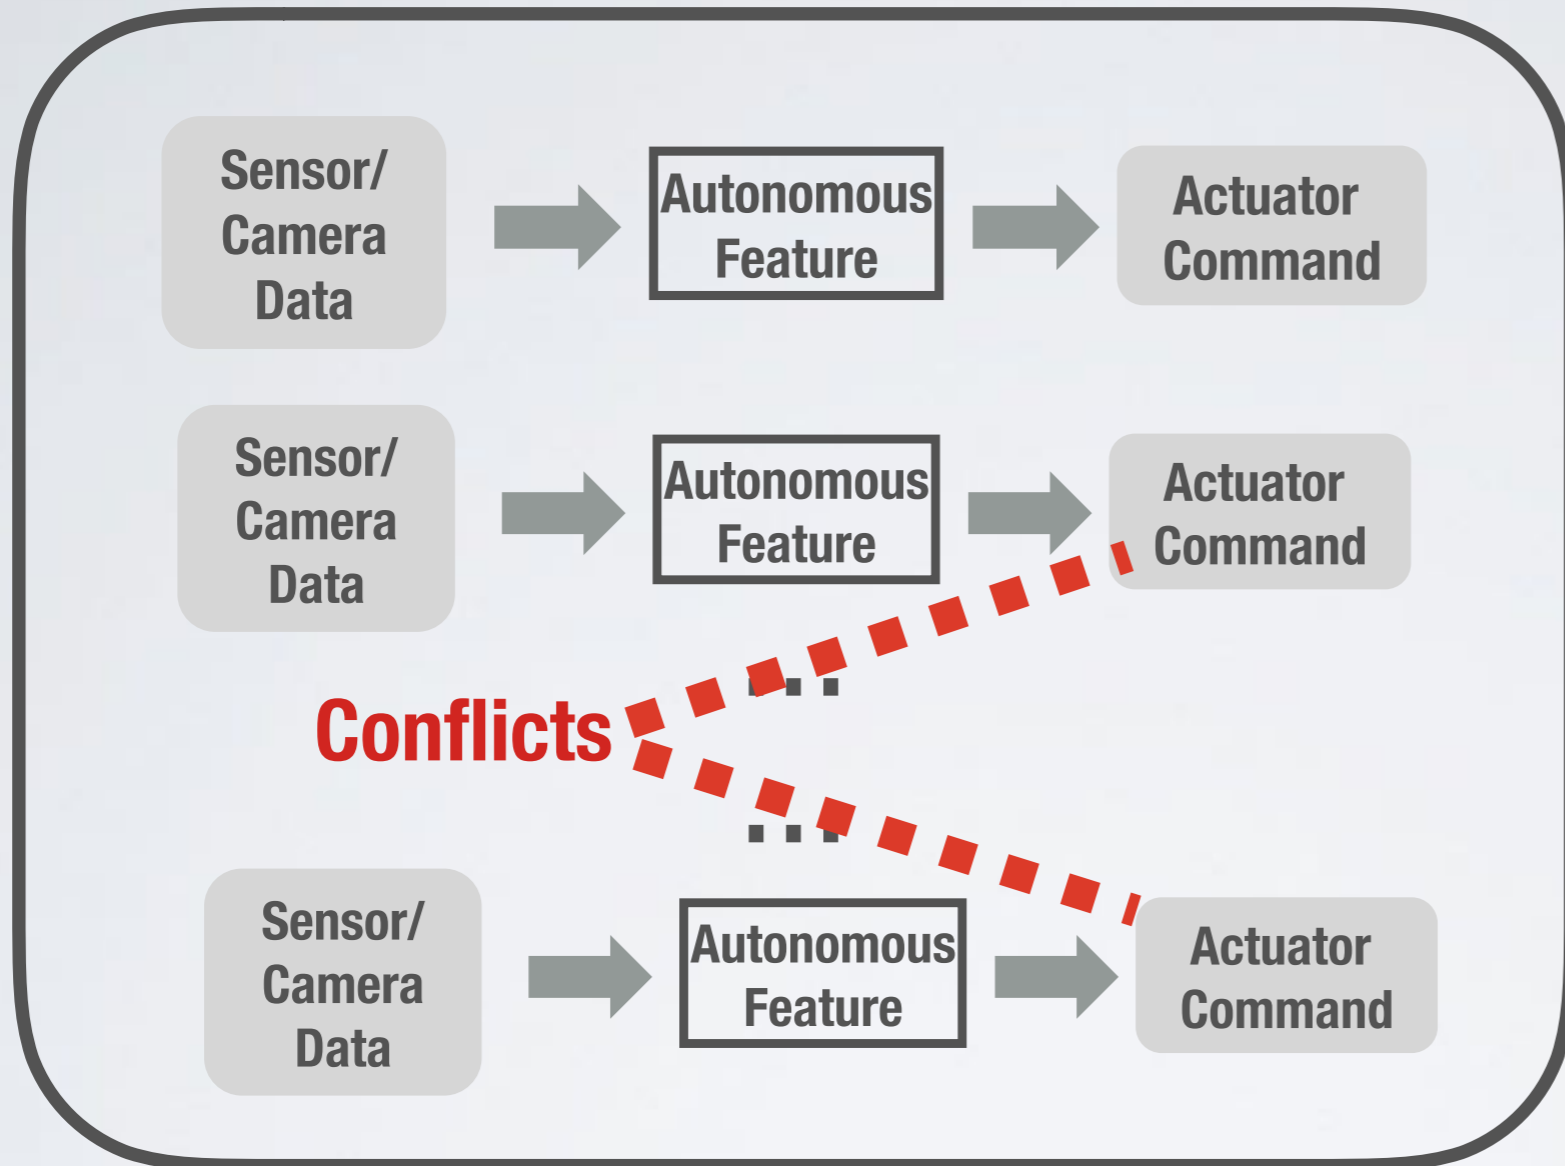 Sensor/
Camera
Data
Autonomous
Feature
Actuator
Command
Sensor/
Camera
Data
Autonomous
Feature
Actuator
Command
...
Conflicts
...
Sensor/
Camera
Data
Autonomous
Feature
Actuator
Command